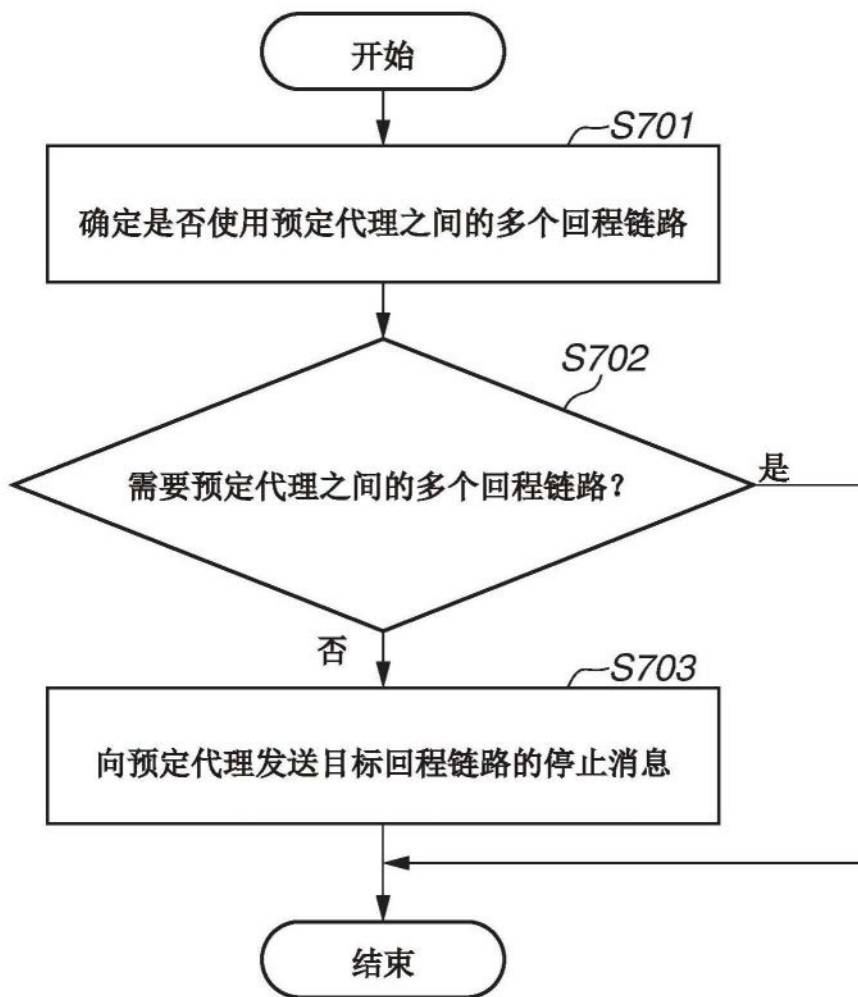 开始
S701
确定是否使用预定代理之间的多个回程链路
S702
需要预定代理之间的多个回程链路？
是
否
S703
向预定代理发送目标回程链路的停止消息
结束